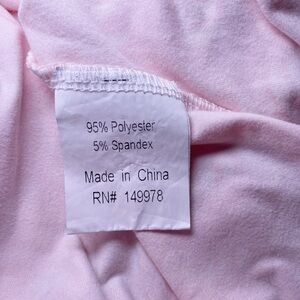 95% Polyester
5% Spandex
Made in China
RN# 149978